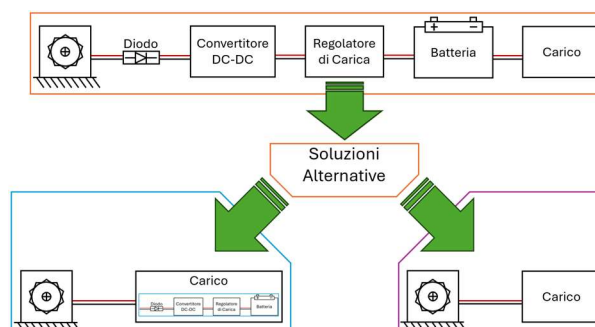 Diodo
Convertitore
DC-DC
Regolatore
di Carica
+ −
Batteria
Carico
Soluzioni
Alternative
Carico
Diodo
Convertitore
DC-DC
Regolatore
di Carica
Batteria
Carico